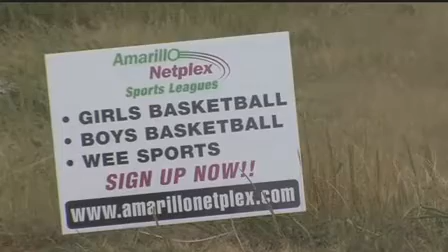 Amarillo
Netplex
Sports Leagues
• GIRLS BASKETBALL
• BOYS BASKETBALL
• WEE SPORTS
SIGN UP NOW!!
www.amarillonetplex.com